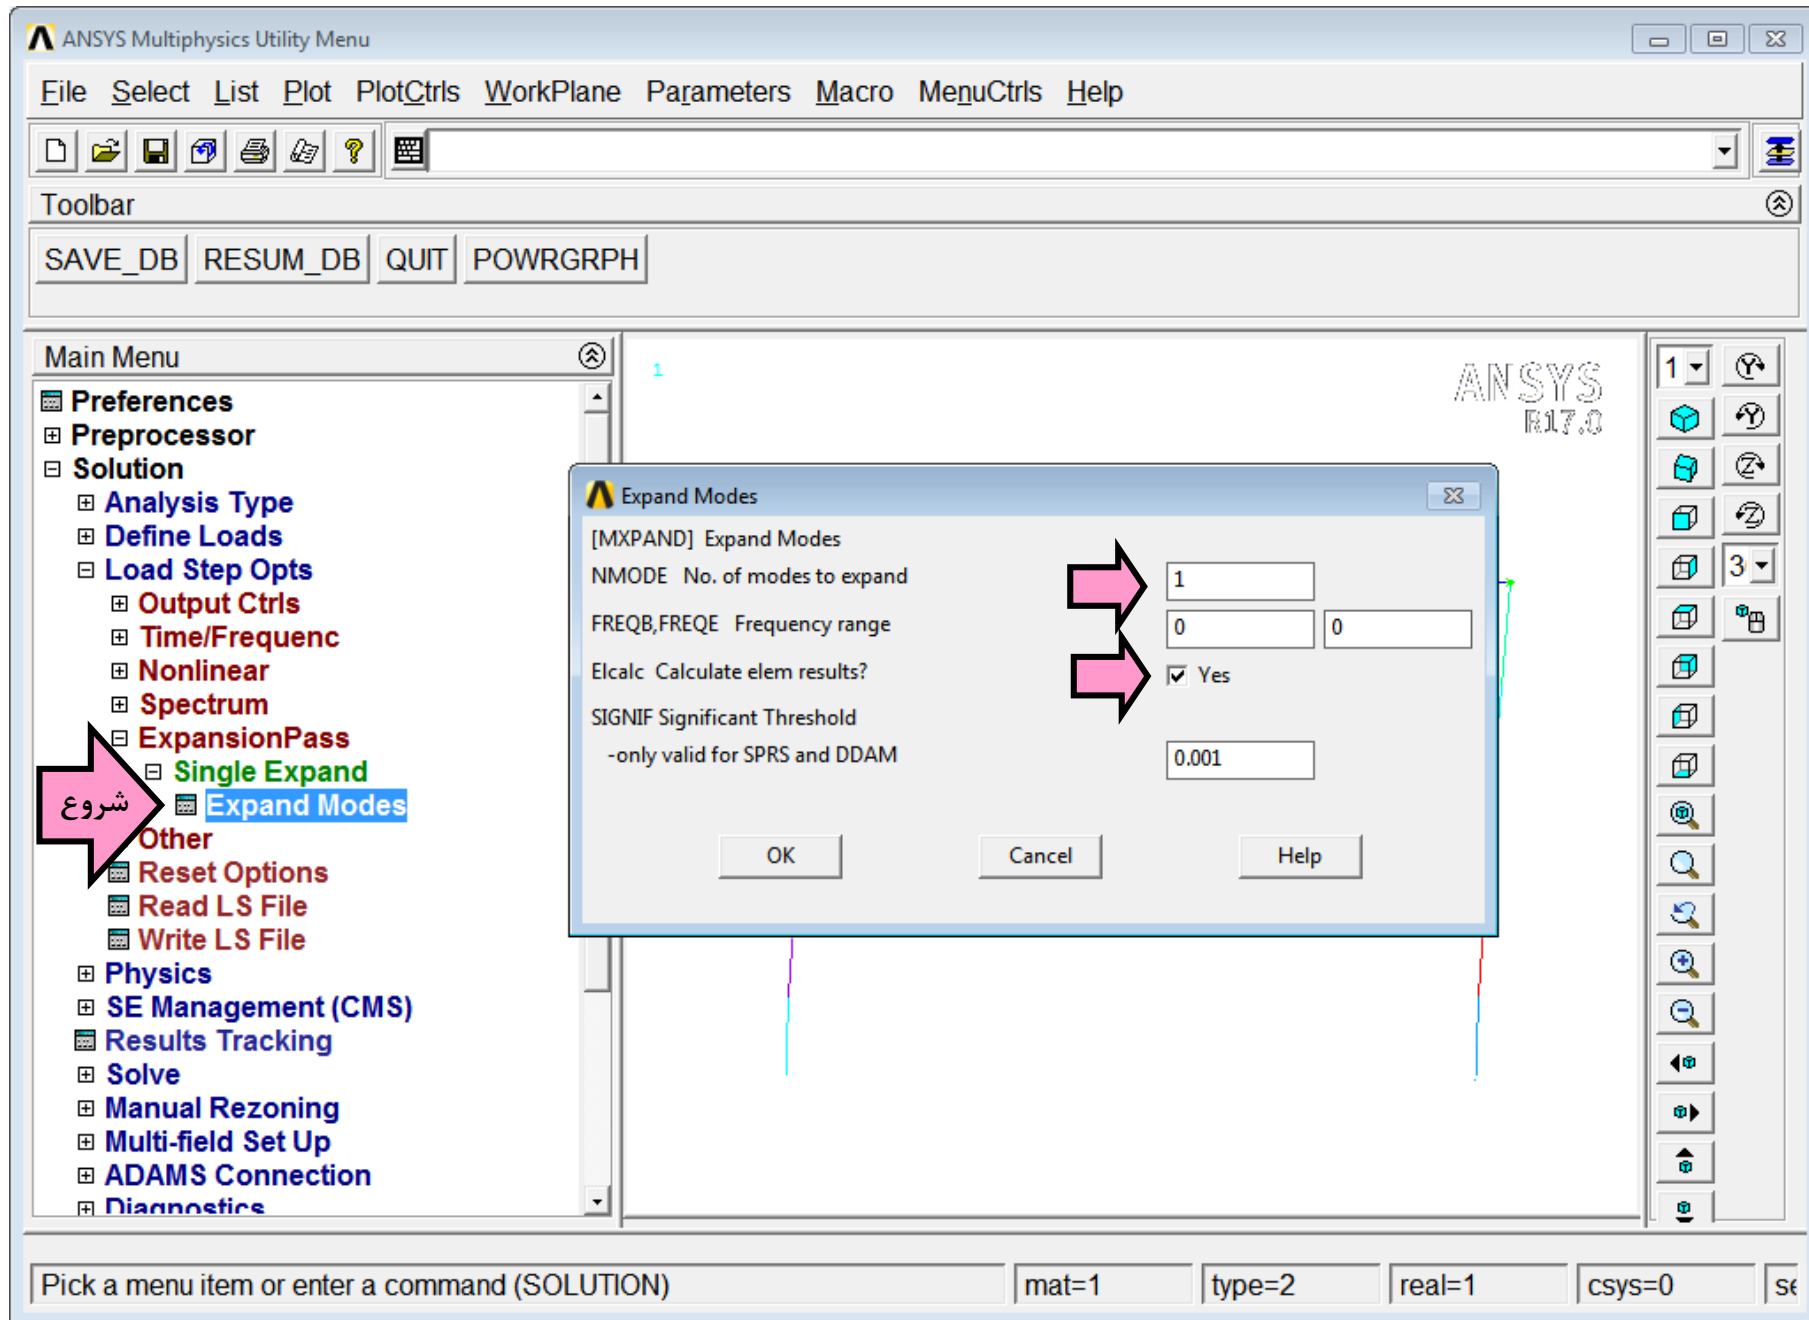 ANSYS Multiphysics Utility Menu
File Select List Plot PlotCtrls WorkPlane Parameters Macro MenuCtrls Help
Toolbar
SAVE_DB RESUM_DB QUIT POWRGRPH
Main Menu
Preferences
Preprocessor
Solution
Analysis Type
Define Loads
Load Step Opts
Output Ctrls
Time/Frequenc
Nonlinear
Spectrum
ExpansionPass
Single Expand
Expand Modes
Other
Reset Options
Read LS File
Write LS File
Physics
SE Management (CMS)
Results Tracking
Solve
Manual Rezoning
Multi-field Set Up
ADAMS Connection
Diagnostics
شروع
1
ANSYS
R17.0
Expand Modes
[MXPAND] Expand Modes
NMODE No. of modes to expand 1
FREQB,FREQE Frequency range 0 0
Elcalc Calculate elem results? Yes
SIGNIF Significant Threshold
-only valid for SPRS and DDAM 0.001
OK Cancel Help
1
3
Pick a menu item or enter a command (SOLUTION) mat=1 type=2 real=1 csys=0